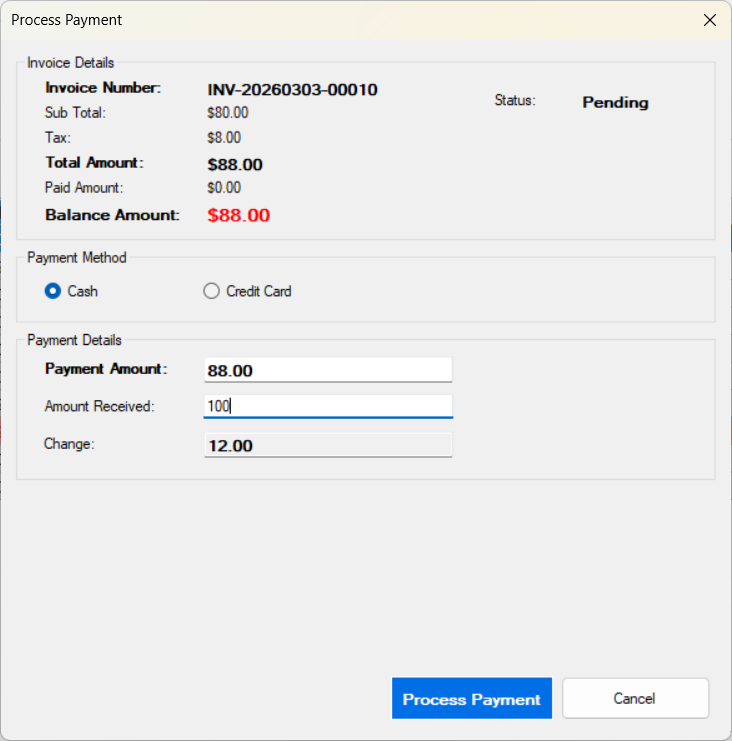 Process Payment
Invoice Details
Invoice Number: INV-20260303-00010
Status: Pending
Sub Total: $80.00
Tax: $8.00
Total Amount: $88.00
Paid Amount: $0.00
Balance Amount: $88.00
Payment Method
Cash Credit Card
Payment Details
Payment Amount: 88.00
Amount Received: 100
Change: 12.00
Process Payment Cancel